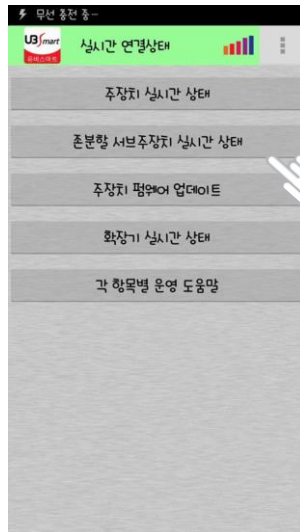 무선 충전 중…
UBSmart
유비스마트
실시간 연결상태
주장치 실시간 상태
존분할 서브주장치 실시간 상태
주장치 펌웨어 업데이트
확장기 실시간 상태
각 항목별 운영 도움말